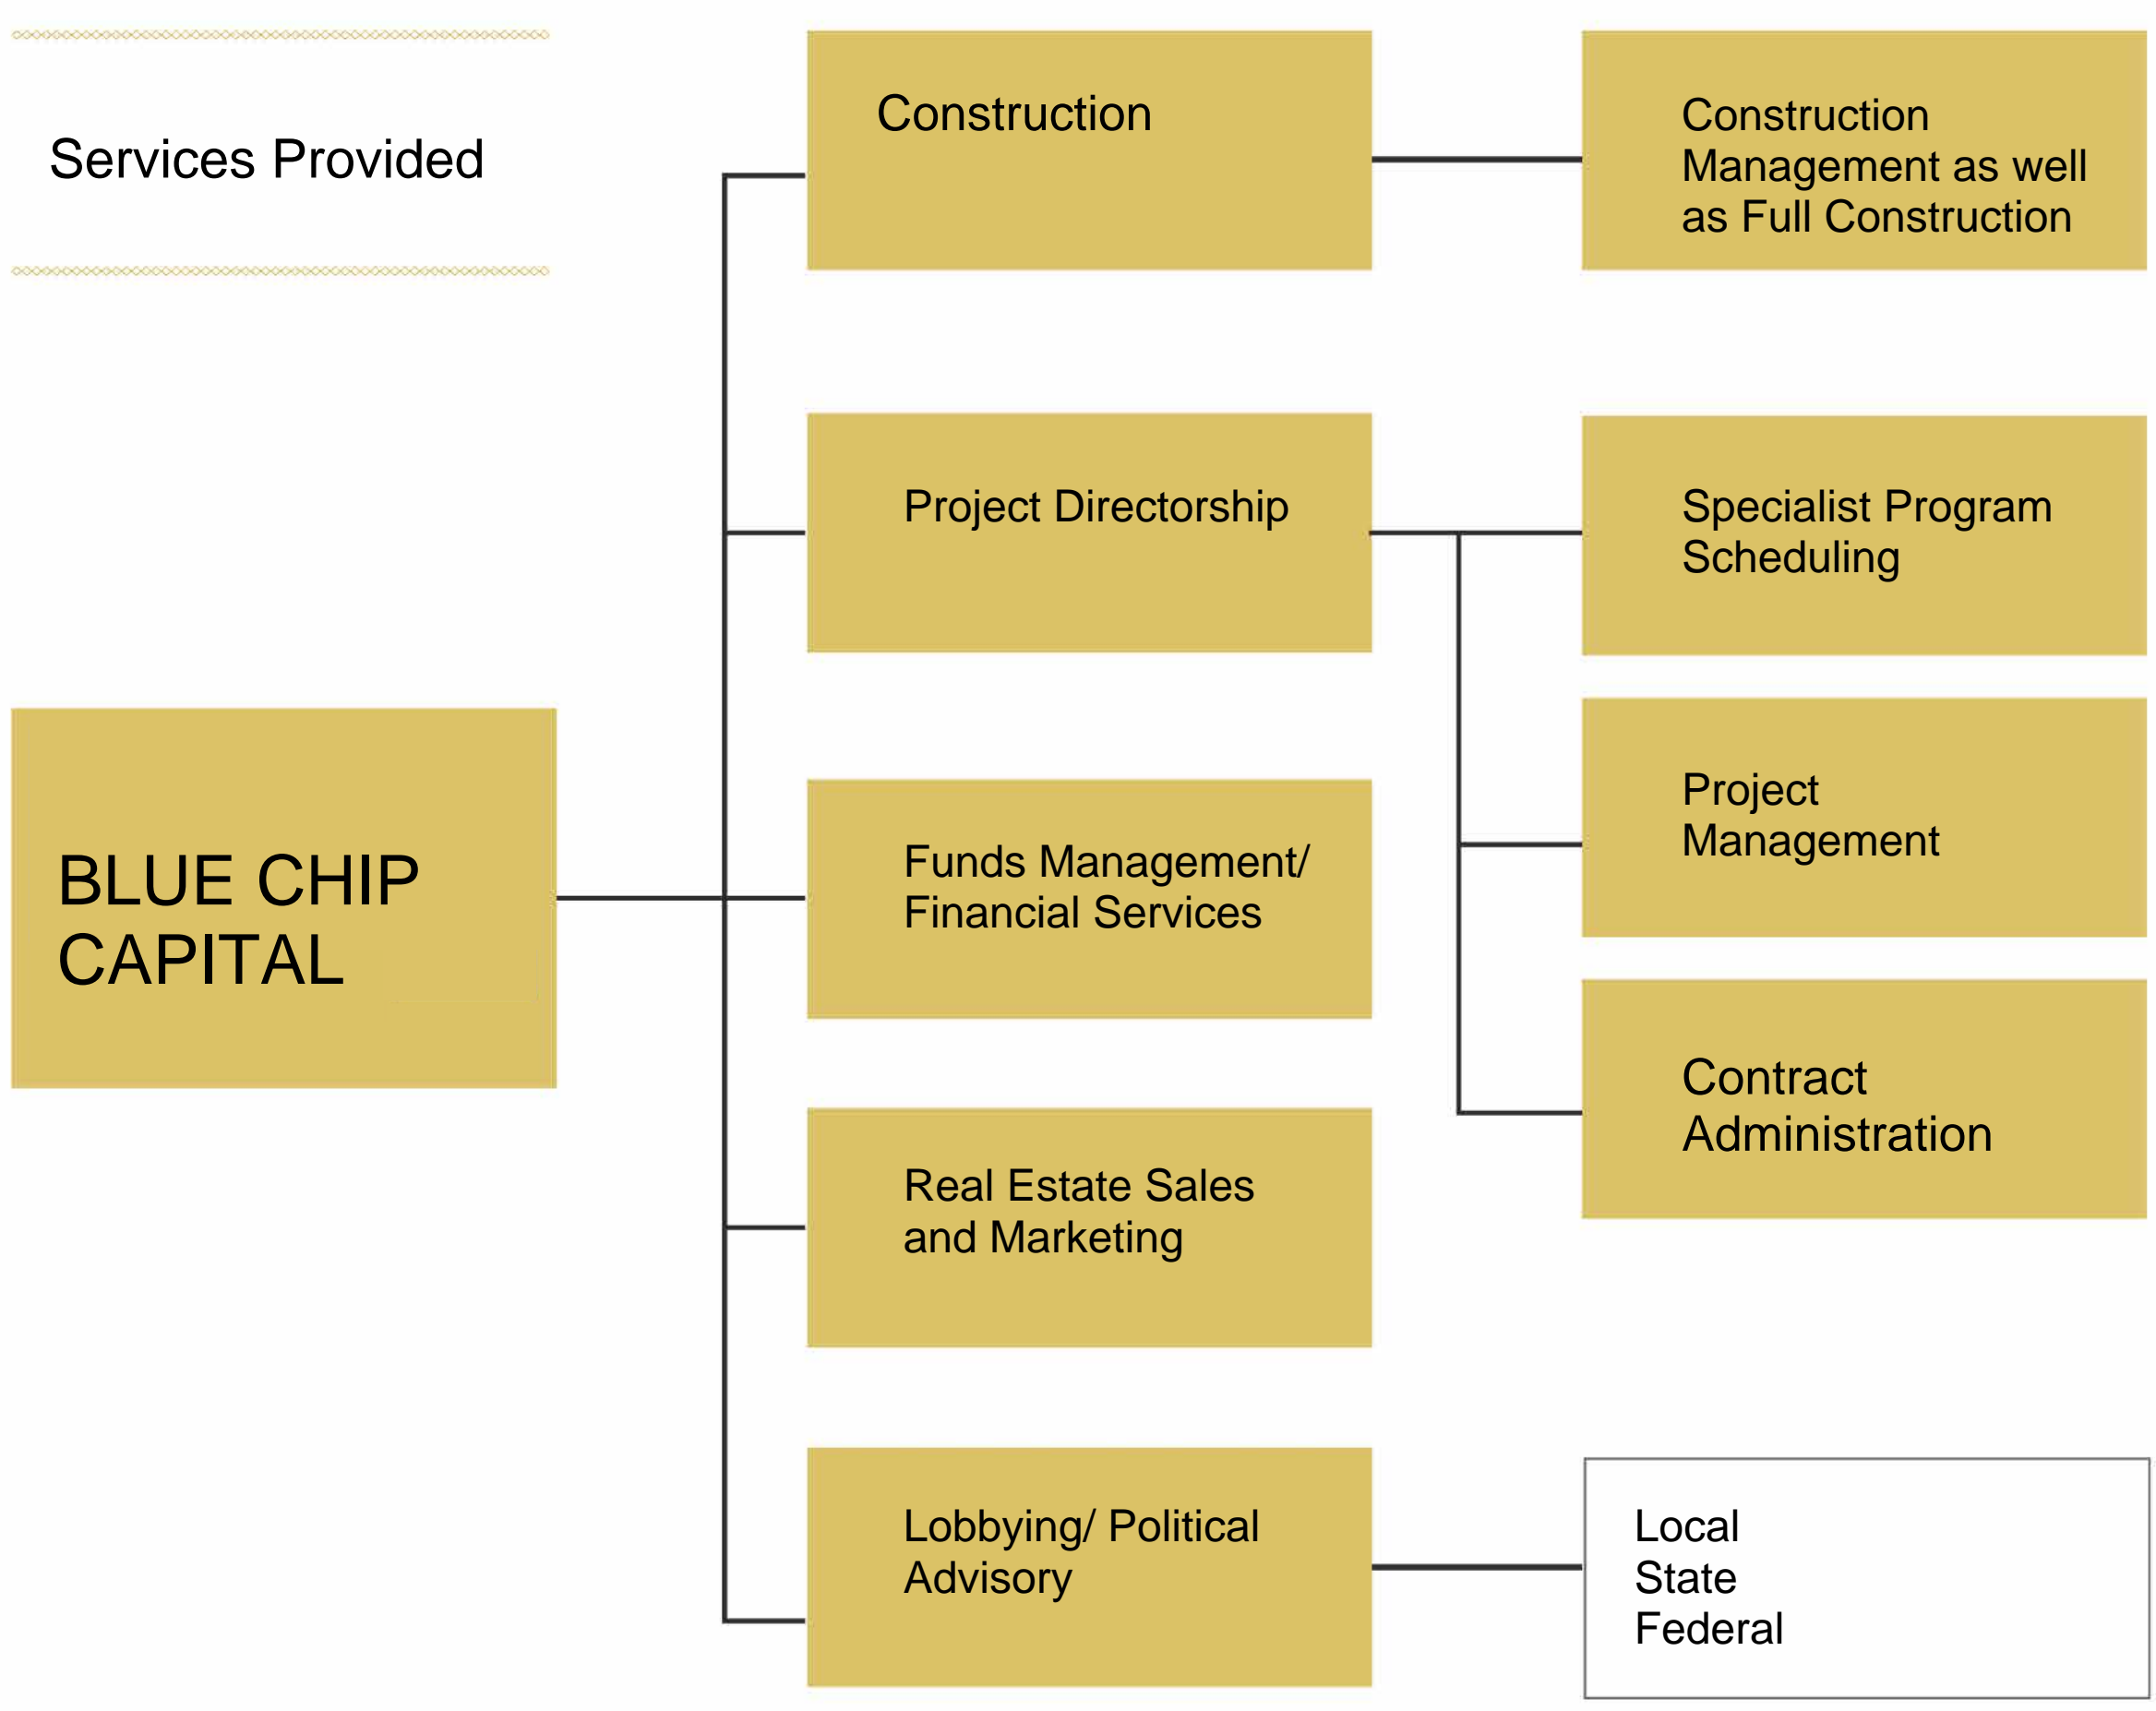 Services Provided
BLUE CHIP
CAPITAL
Construction
Construction
Management as well
as Full Construction
Project Directorship
Specialist Program
Scheduling
Project
Management
Contract
Administration
Funds Management/
Financial Services
Real Estate Sales
and Marketing
Lobbying/ Political
Advisory
Local
State
Federal